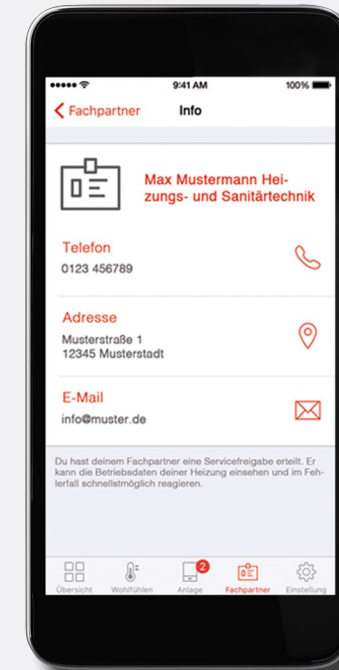 9:41 AM
100%
Fachpartner
Info
Max Mustermann Hei-
zungs- und Sanitärtechnik
Telefon
0123 456789
Adresse
Musterstraße 1
12345 Musterstadt
E-Mail
info@muster.de
Du hast deinem Fachpartner eine Servicefreigabe erteilt. Er
kann die Betriebsdaten deiner Heizung einsehen und im Feh-
lerfall schnellstmöglich reagieren.
2
Übersicht
Wohlfühlen
Anlage
Fachpartner
Einstellung